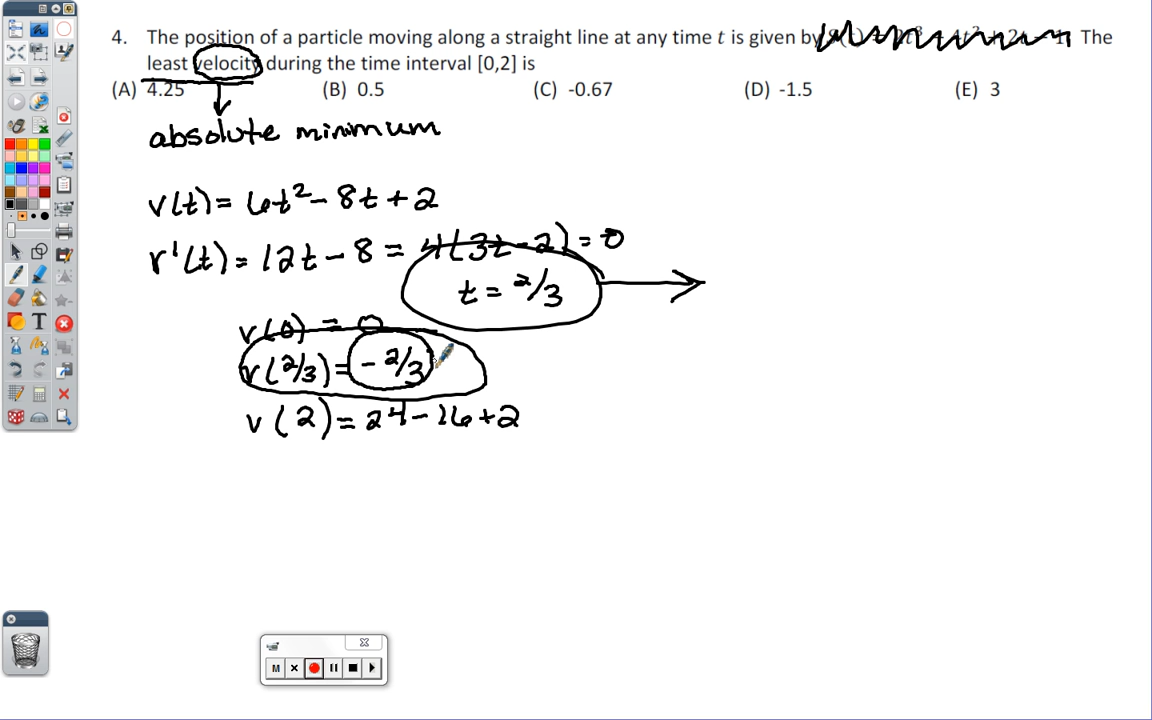 4. The position of a particle moving along a straight line at any time t is given by The
least velocity during the time interval [0,2] is
(A) 4.25 (B) 0.5 (C) -0.67 (D) -1.5 (E) 3
absolute minimum
v(t) = 6t² - 8t + 2
v'(t) = 12t - 8 = 4(3t - 2) = 0
t = 2/3
v(0) = 0
v(2/3) = - 2/3
v(2) = 24 - 16 + 2
T
M